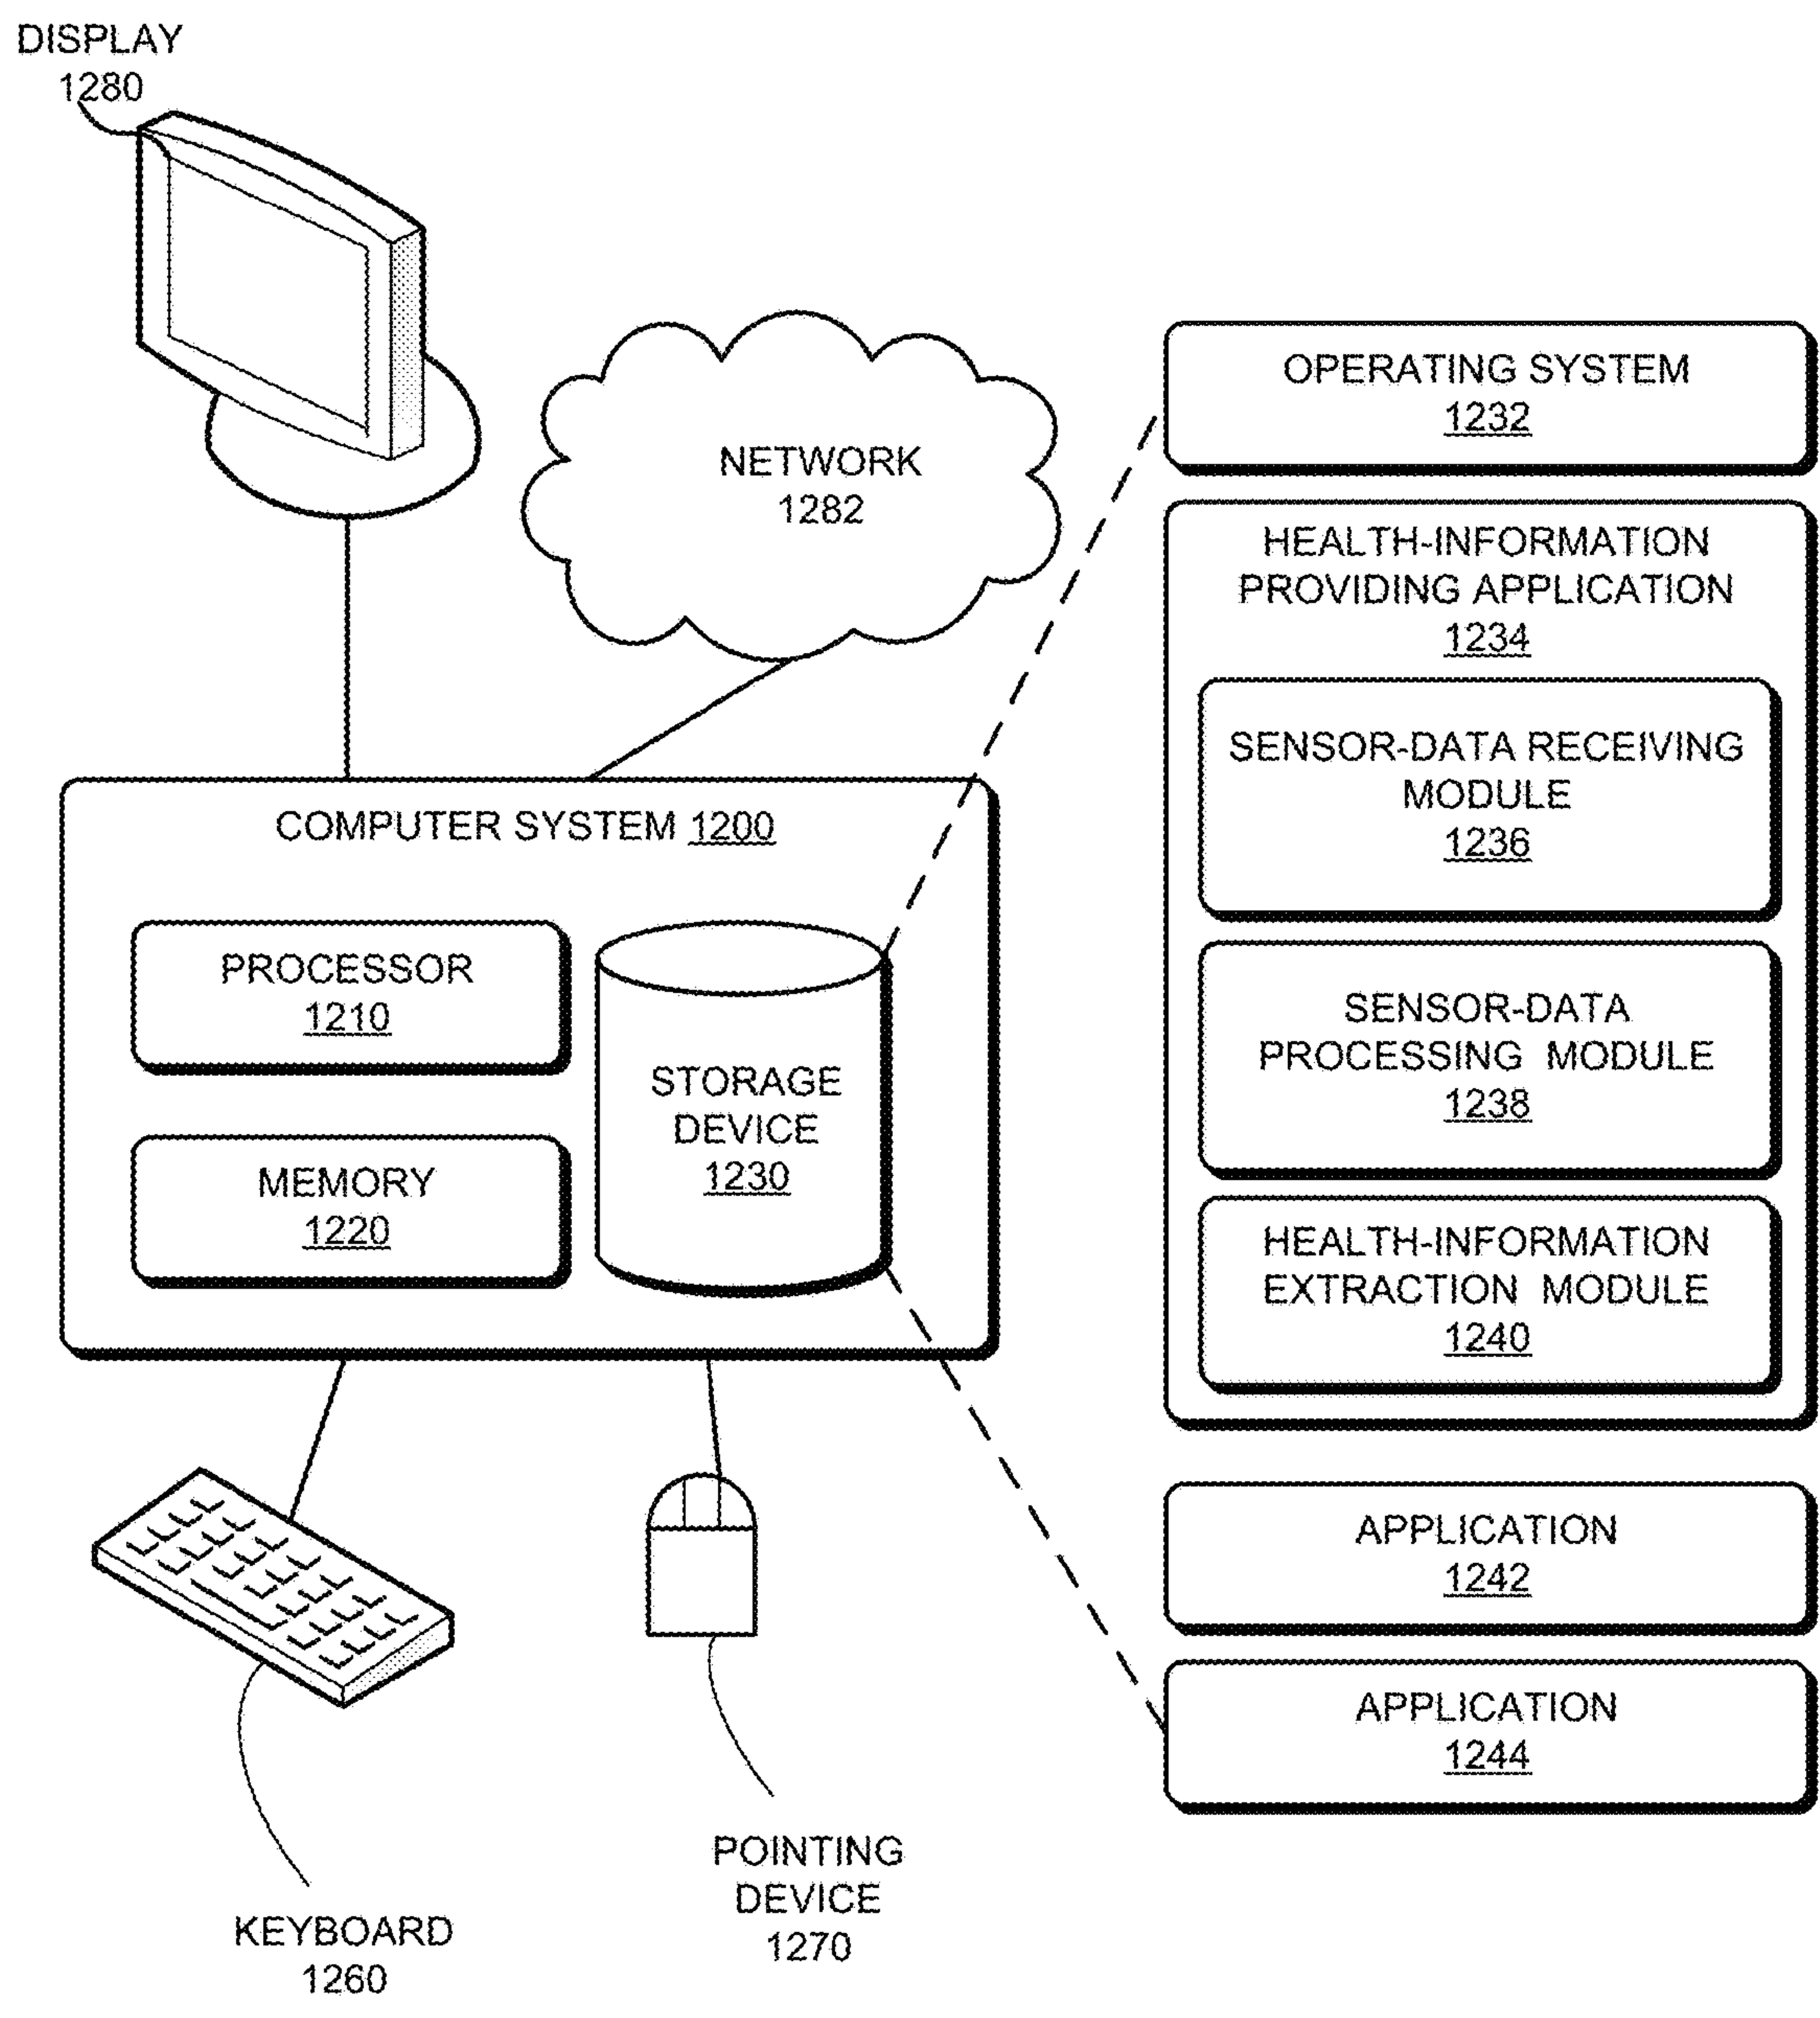 DISPLAY
1280
NETWORK
1282
COMPUTER SYSTEM 1200
PROCESSOR
1210
MEMORY
1220
STORAGE
DEVICE
1230
KEYBOARD
1260
POINTING
DEVICE
1270
OPERATING SYSTEM
1232
HEALTH-INFORMATION
PROVIDING APPLICATION
1234
SENSOR-DATA RECEIVING
MODULE
1236
SENSOR-DATA
PROCESSING MODULE
1238
HEALTH-INFORMATION
EXTRACTION MODULE
1240
APPLICATION
1242
APPLICATION
1244